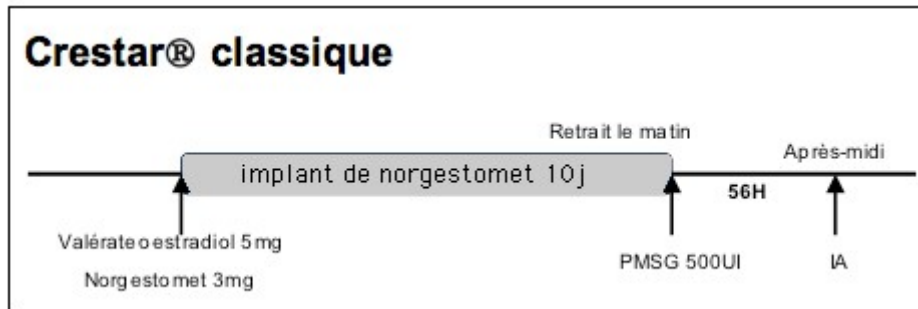 Crestar® classique
Retrait le matin
Après-midi
implant de norgestomet 10j
56H
Valérate oestradiol 5mg
PMSG 500UI
IA
Norgestomet 3mg